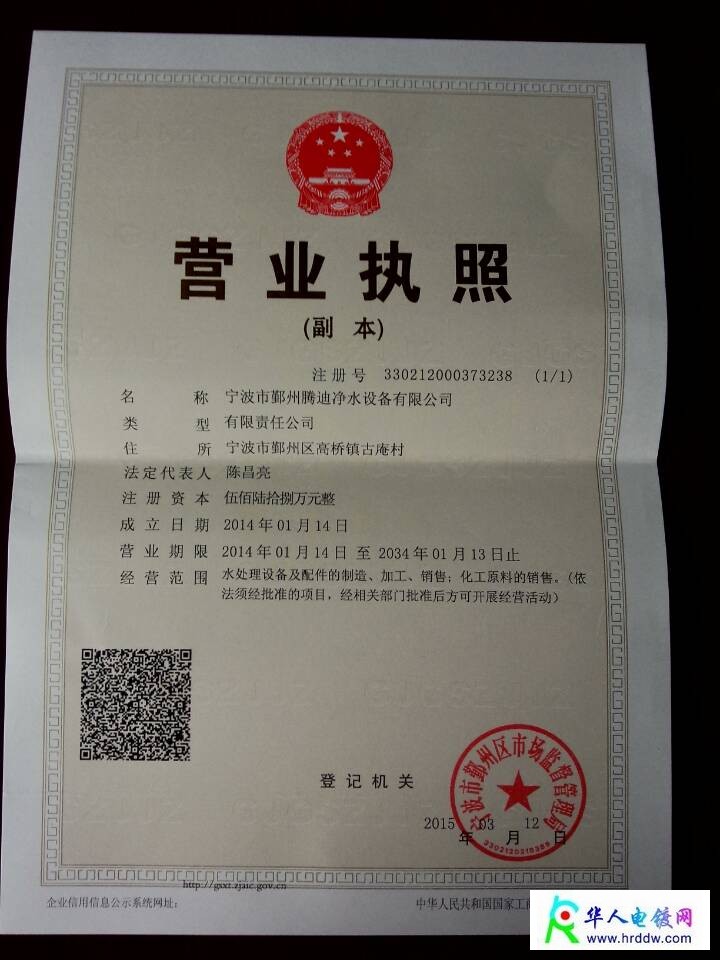 营业执照
(副 本)
注册号 330212000373238 (1/1)
名 称 宁波市鄞州腾迪净水设备有限公司
类 型 有限责任公司
住 所 宁波市鄞州区高桥镇古庵村
法定代表人 陈昌亮
注册资本 伍佰陆拾捌万元整
成立日期 2014年01月14日
营业期限 2014年01月14日 至 2034年01月13日止
经营范围 水处理设备及配件的制造、加工、销售；化工原料的销售。（依
法须经批准的项目，经相关部门批准后方可开展经营活动）
登记机关
宁波市鄞州区市场监督管理局
2015年03月12日
3302120218389
http://gsxt.zjaic.gov.cn
企业信用信息公示系统网址：
中华人民共和国国家工商
华人电镀网
www.hrddw.com